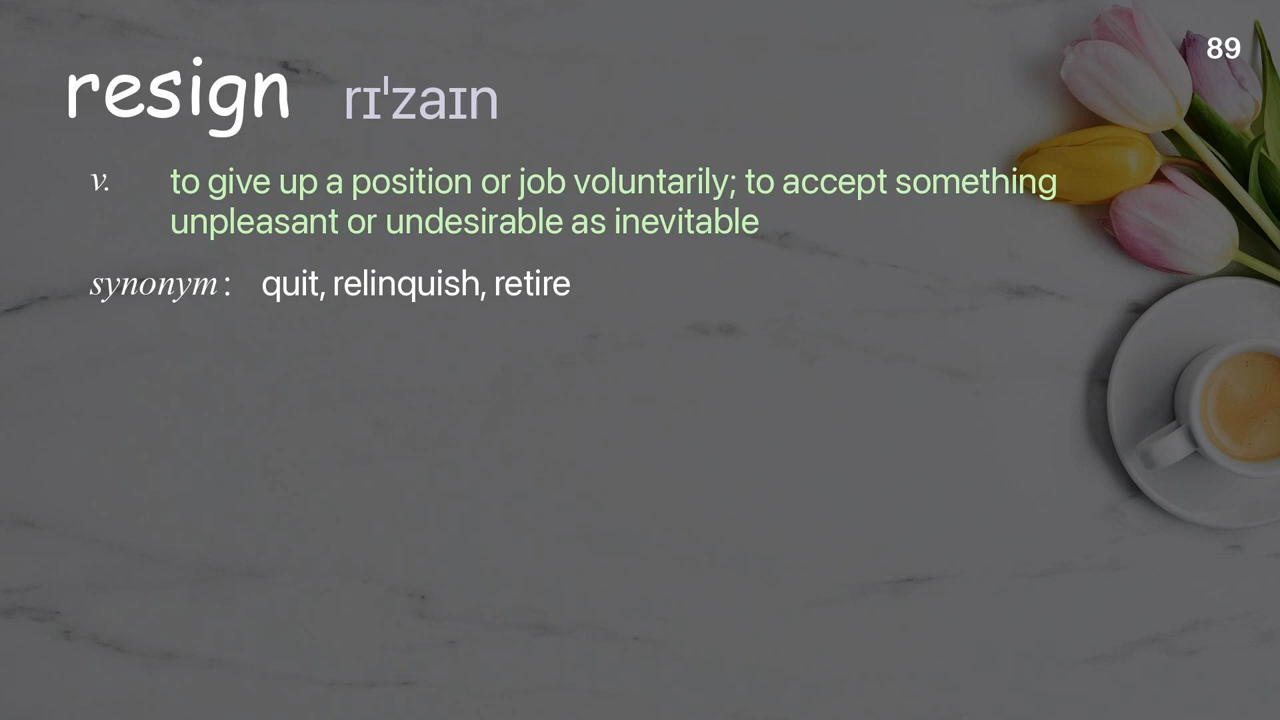 89
resign rɪˈzaɪn
v. to give up a position or job voluntarily; to accept something
unpleasant or undesirable as inevitable
synonym: quit, relinquish, retire